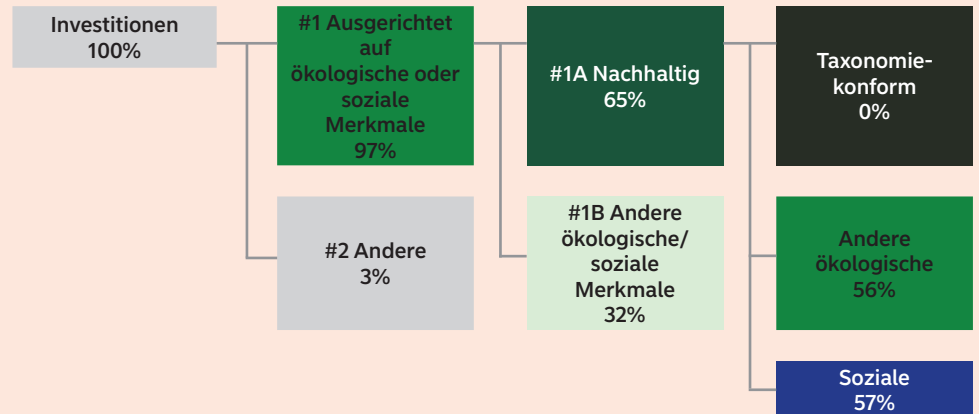 Investitionen
100%
#1 Ausgerichtet
auf
ökologische oder
soziale
Merkmale
97%
#1A Nachhaltig
65%
Taxonomie-
konform
0%
#2 Andere
3%
#1B Andere
ökologische/
soziale
Merkmale
32%
Andere
ökologische
56%
Soziale
57%